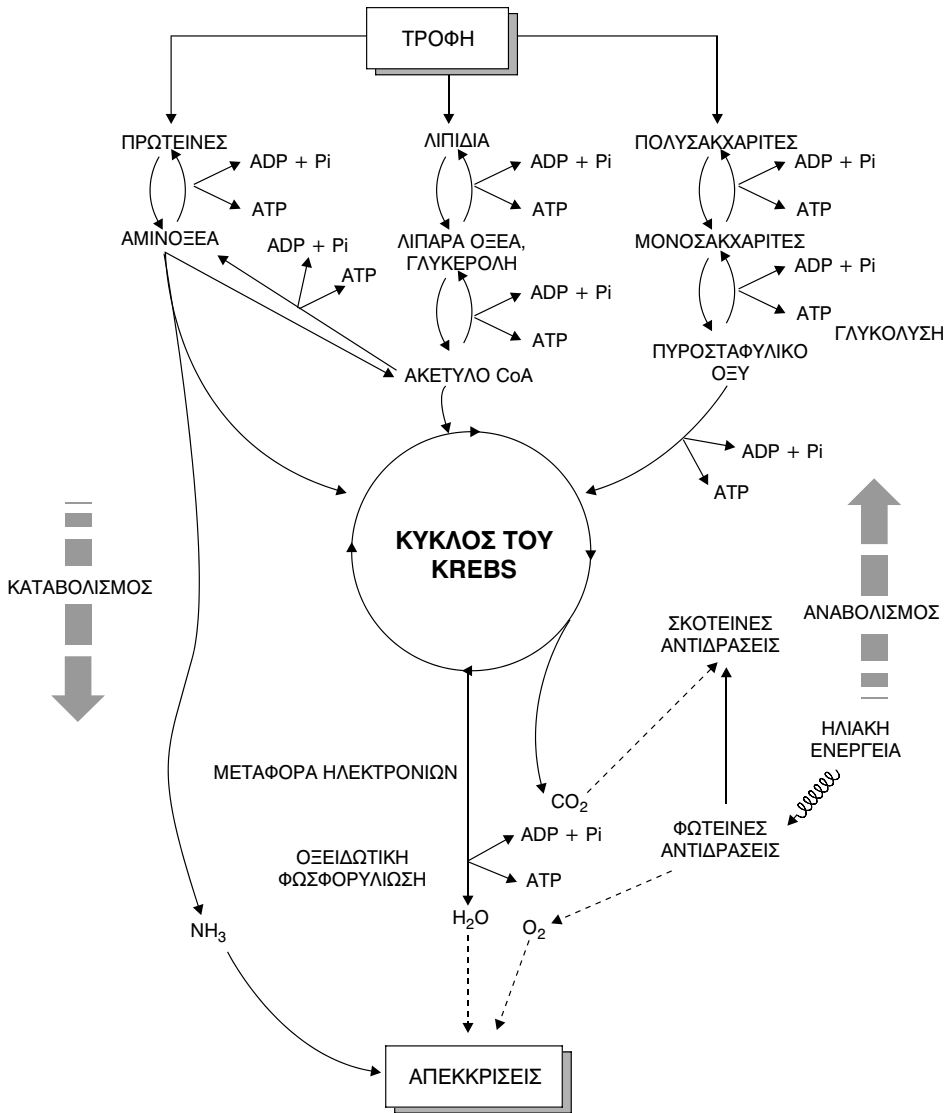 ΤΡΟΦΗ
ΠΡΩΤΕΙΝΕΣ
ΛΙΠΙΔΙΑ
ΠΟΛΥΣΑΚΧΑΡΙΤΕΣ
ADP + Pi
ADP + Pi
ADP + Pi
ATP
ATP
ATP
ΑΜΙΝΟΞΕΑ
ΛΙΠΑΡΑ ΟΞΕΑ,
ΓΛΥΚΕΡΟΛΗ
ΜΟΝΟΣΑΚΧΑΡΙΤΕΣ
ADP + Pi
ATP
ADP + Pi
ATP
ADP + Pi
ATP
ΓΛΥΚΟΛΥΣΗ
ΑΚΕΤΥΛΟ CoA
ΠΥΡΟΣΤΑΦΥΛΙΚΟ
ΟΞΥ
ADP + Pi
ATP
ΚΥΚΛΟΣ ΤΟΥ
KREBS
ΚΑΤΑΒΟΛΙΣΜΟΣ
ΑΝΑΒΟΛΙΣΜΟΣ
ΣΚΟΤΕΙΝΕΣ
ΑΝΤΙΔΡΑΣΕΙΣ
ΗΛΙΑΚΗ
ΕΝΕΡΓΕΙΑ
ΜΕΤΑΦΟΡΑ ΗΛΕΚΤΡΟΝΙΩΝ
CO₂
ΦΩΤΕΙΝΕΣ
ΑΝΤΙΔΡΑΣΕΙΣ
ADP + Pi
ATP
ΟΞΕΙΔΩΤΙΚΗ
ΦΩΣΦΟΡΥΛΙΩΣΗ
NH₃
H₂O
O₂
ΑΠΕΚΚΡΙΣΕΙΣ